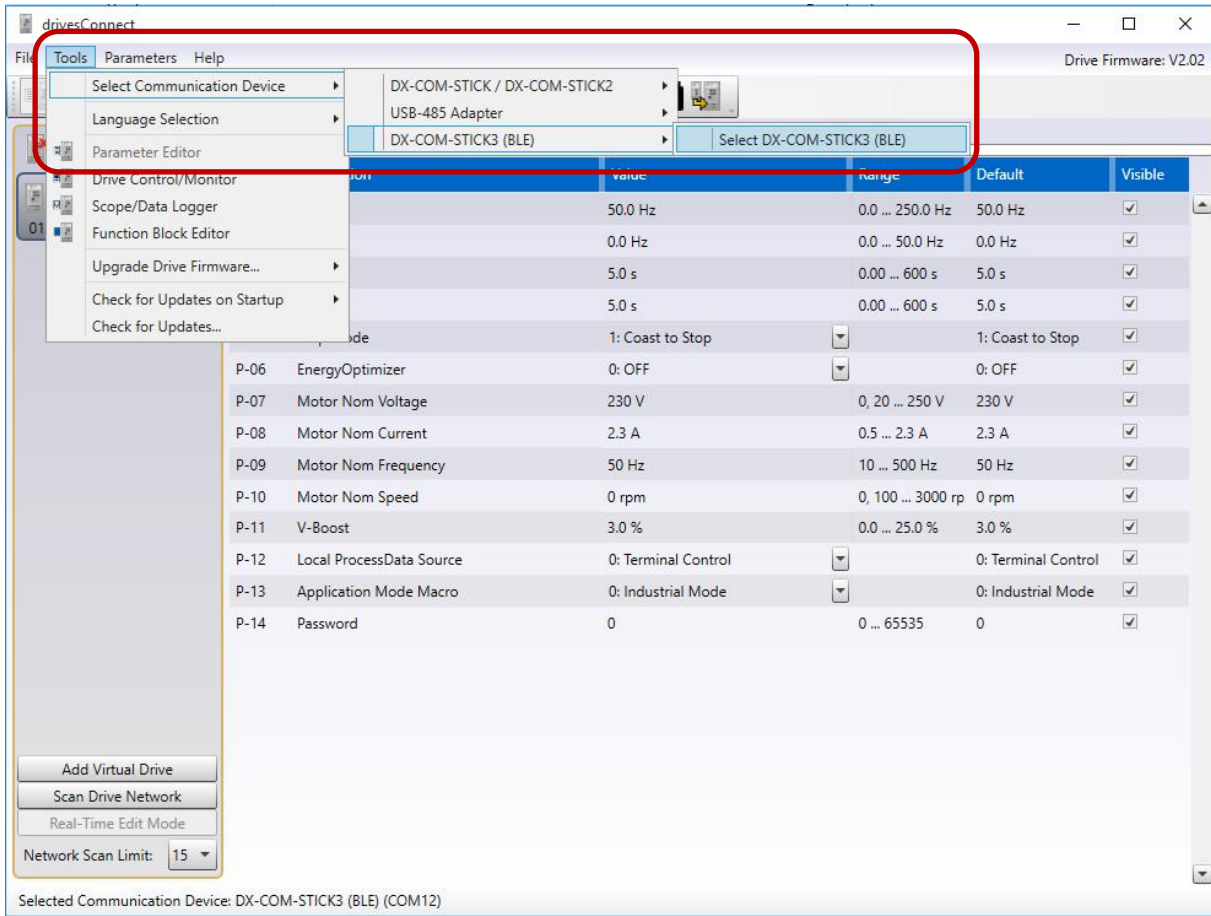 drivesConnect
File Tools Parameters Help Drive Firmware: V2.02
Select Communication Device
Language Selection
Parameter Editor
Drive Control/Monitor
Scope/Data Logger
Function Block Editor
Upgrade Drive Firmware...
Check for Updates on Startup
Check for Updates...
DX-COM-STICK / DX-COM-STICK2
USB-485 Adapter
DX-COM-STICK3 (BLE)
Select DX-COM-STICK3 (BLE)
01
Value Range Default Visible
50.0 Hz 0.0 ... 250.0 Hz 50.0 Hz
0.0 Hz 0.0 ... 50.0 Hz 0.0 Hz
5.0 s 0.00 ... 600 s 5.0 s
5.0 s 0.00 ... 600 s 5.0 s
1: Coast to Stop 1: Coast to Stop
P-06 EnergyOptimizer 0: OFF 0: OFF
P-07 Motor Nom Voltage 230 V 0, 20 ... 250 V 230 V
P-08 Motor Nom Current 2.3 A 0.5 ... 2.3 A 2.3 A
P-09 Motor Nom Frequency 50 Hz 10 ... 500 Hz 50 Hz
P-10 Motor Nom Speed 0 rpm 0, 100 ... 3000 rp 0 rpm
P-11 V-Boost 3.0 % 0.0 ... 25.0 % 3.0 %
P-12 Local ProcessData Source 0: Terminal Control 0: Terminal Control
P-13 Application Mode Macro 0: Industrial Mode 0: Industrial Mode
P-14 Password 0 0 ... 65535 0
Add Virtual Drive
Scan Drive Network
Real-Time Edit Mode
Network Scan Limit: 15
Selected Communication Device: DX-COM-STICK3 (BLE) (COM12)